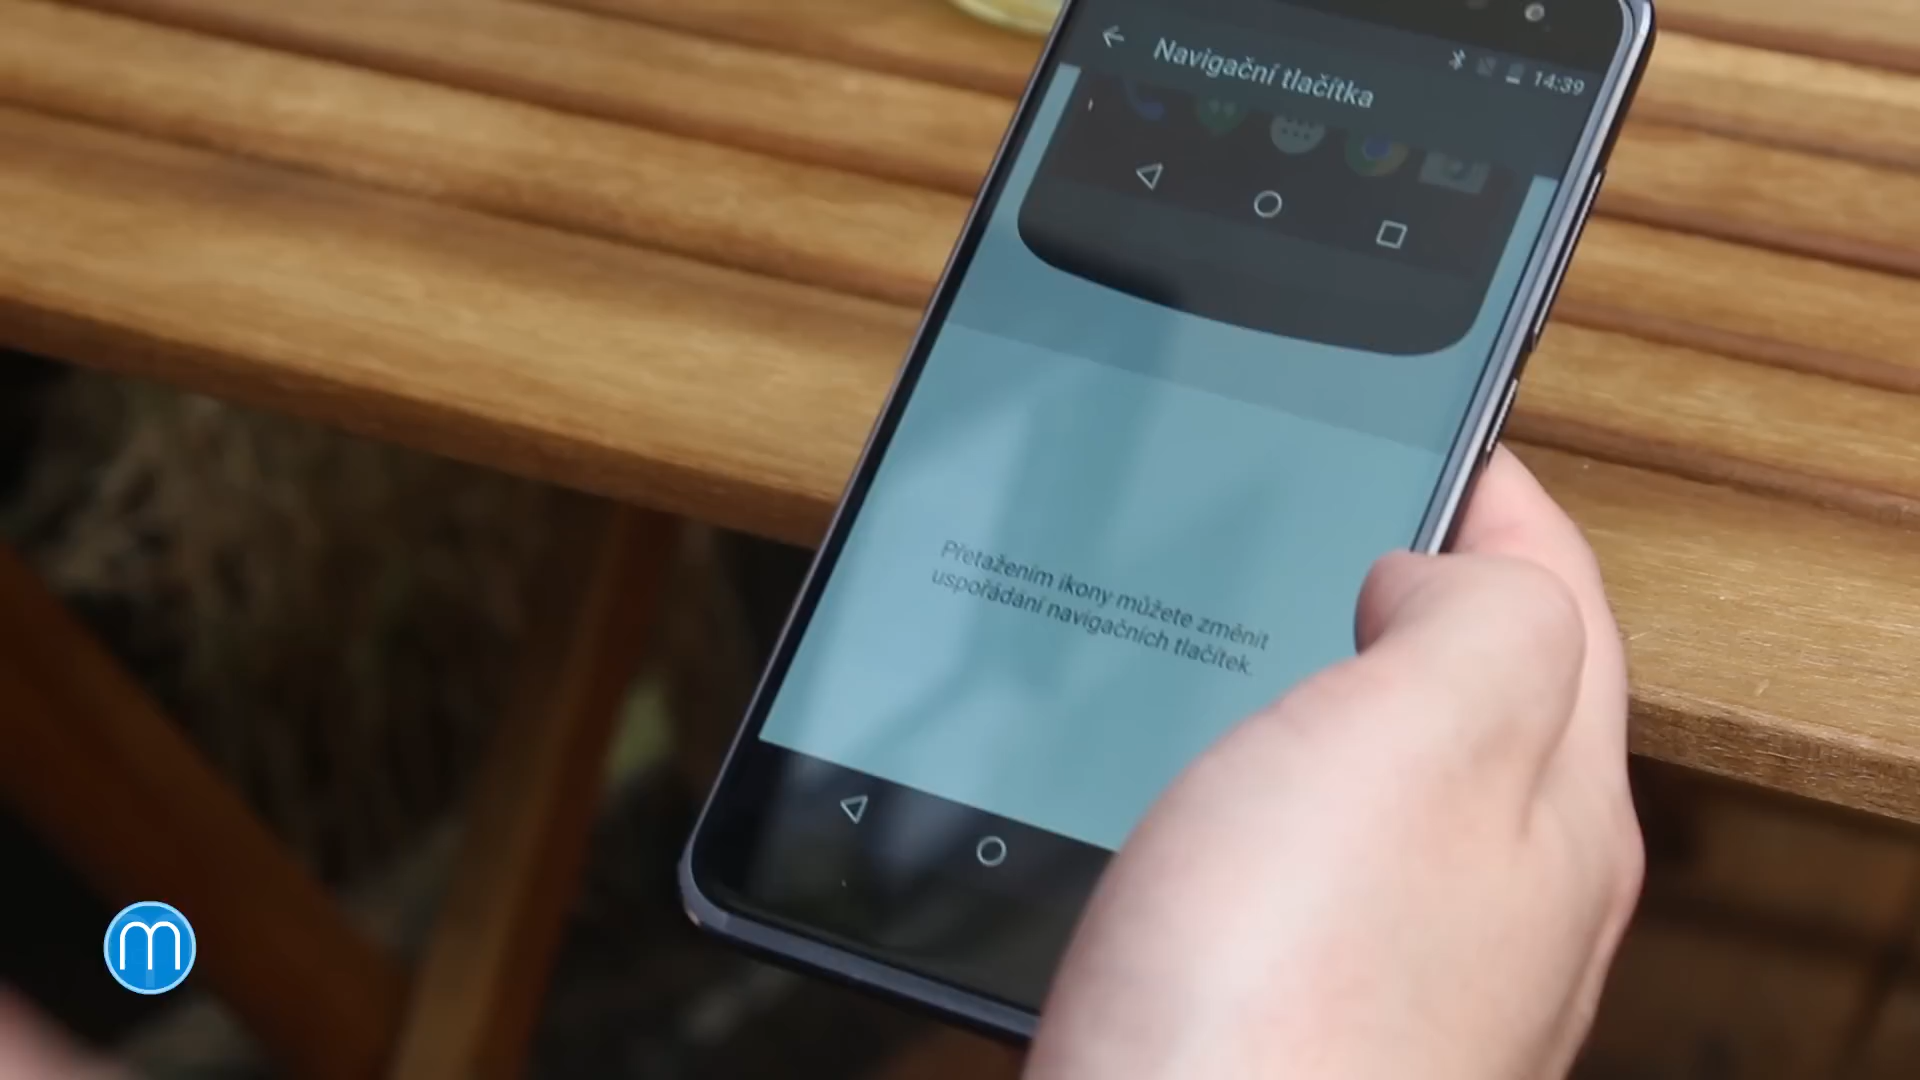 Navigační tlačítka
14:39
Přetažením ikony můžete změnit
uspořádání navigačních tlačítek.
m